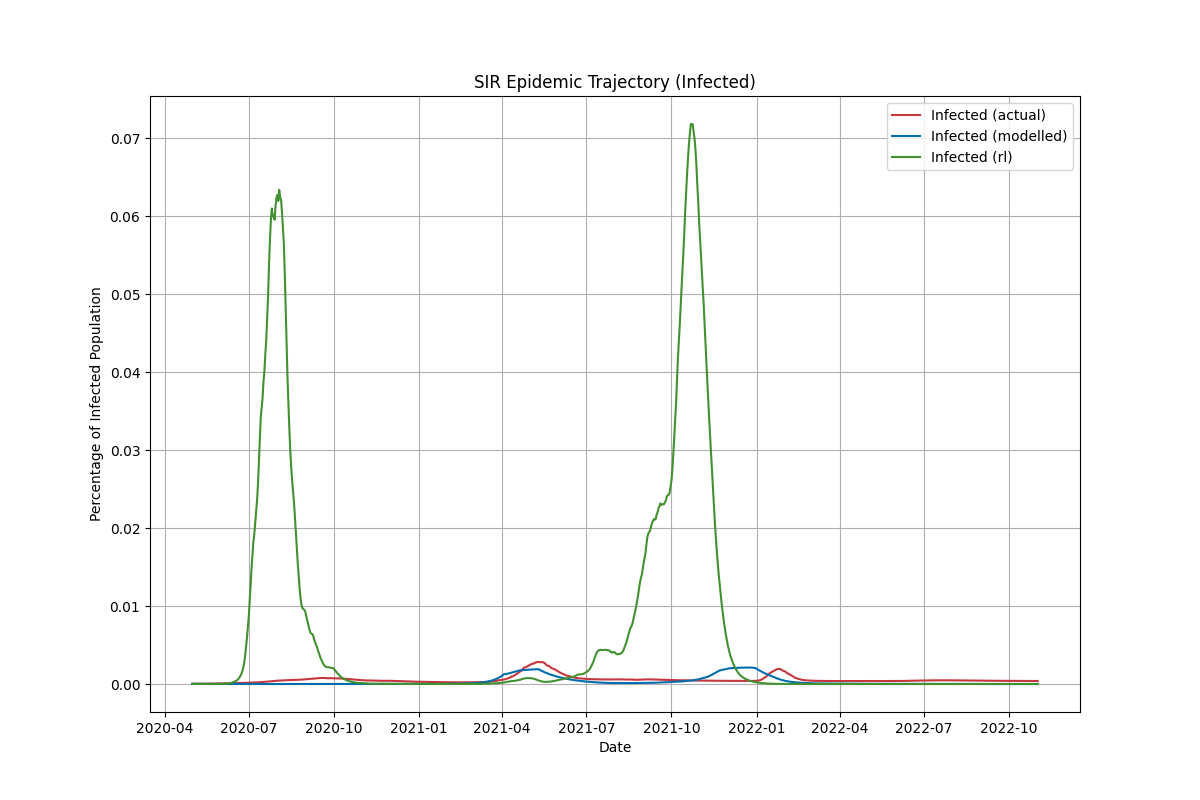 SIR Epidemic Trajectory (Infected)
Infected (actual)
Infected (modelled)
Infected (rl)
Percentage of Infected Population
0.07
0.06
0.05
0.04
0.03
0.02
0.01
0.00
2020-04 2020-07 2020-10 2021-01 2021-04 2021-07 2021-10 2022-01 2022-04 2022-07 2022-10
Date